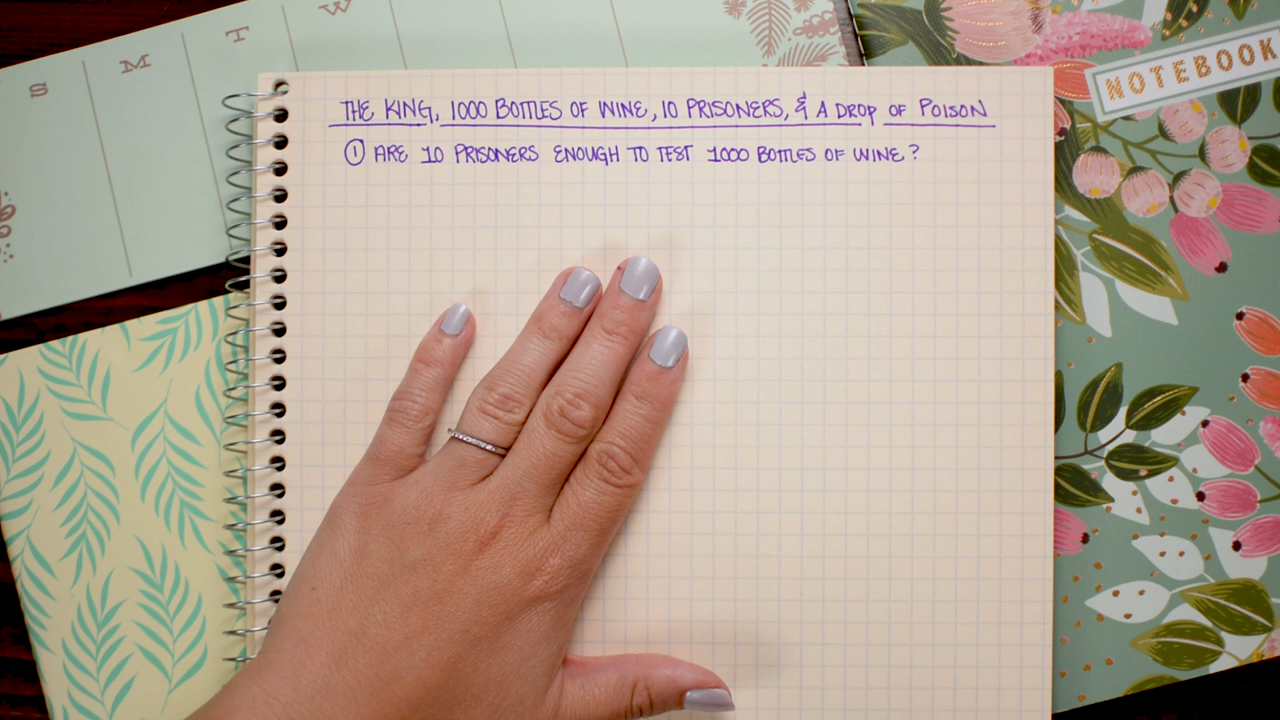 S M T W
NOTEBOOK
THE KING, 1000 BOTTLES OF WINE, 10 PRISONERS, & A DROP OF POISON
① ARE 10 PRISONERS ENOUGH TO TEST 1000 BOTTLES OF WINE?